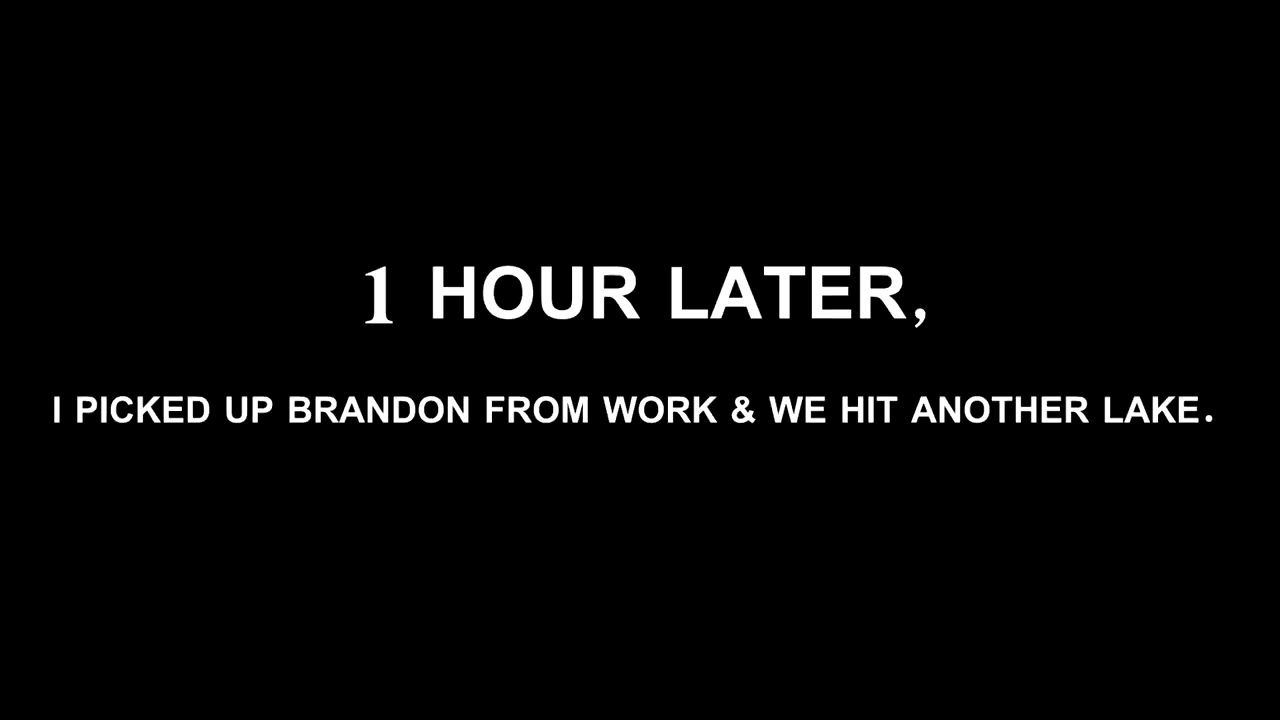 1 HOUR LATER,
I PICKED UP BRANDON FROM WORK & WE HIT ANOTHER LAKE.